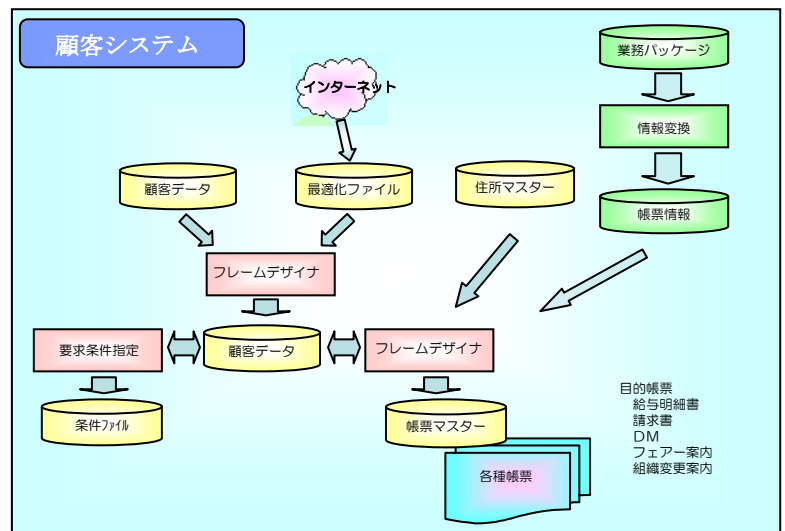 顧客システム
業務パッケージ
インターネット
情報変換
顧客データ
最適化ファイル
住所マスター
帳票情報
フレームデザイナ
要求条件指定
顧客データ
フレームデザイナ
条件ﾌｧｲﾙ
帳票マスター
各種帳票
目的帳票
給与明細書
請求書
ＤＭ
フェアー案内
組織変更案内